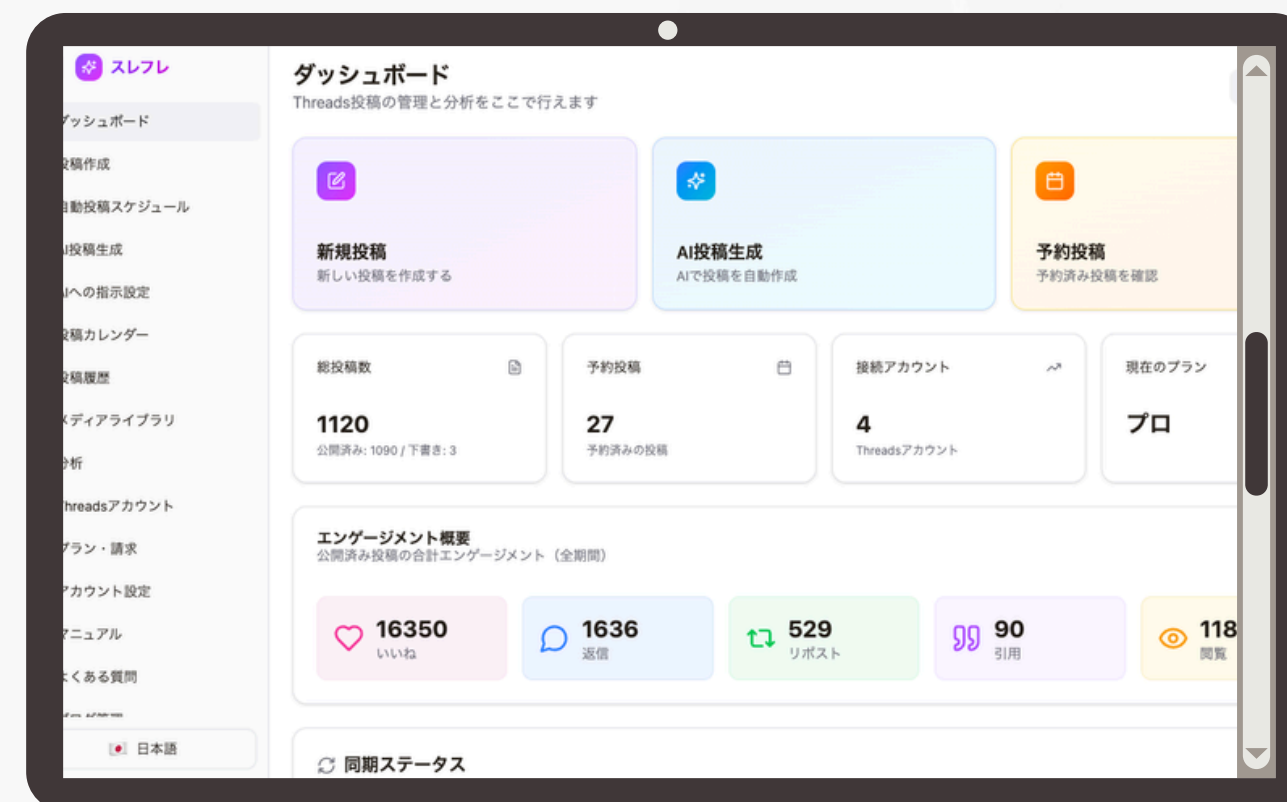 スレフレ
ダッシュボード
投稿作成
自動投稿スケジュール
AI投稿生成
AIへの指示設定
投稿カレンダー
投稿履歴
メディアライブラリ
分析
Threadsアカウント
プラン・請求
アカウント設定
マニュアル
よくある質問
日本語
ダッシュボード
Threads投稿の管理と分析をここで行えます
新規投稿
新しい投稿を作成する
AI投稿生成
AIで投稿を自動作成
予約投稿
予約済み投稿を確認
総投稿数
1120
公開済み: 1090 / 下書き: 3
予約投稿
27
予約済みの投稿
接続アカウント
4
Threadsアカウント
現在のプラン
プロ
エンゲージメント概要
公開済み投稿の合計エンゲージメント（全期間）
16350
いいね
1636
返信
529
リポスト
90
引用
118
閲覧
同期ステータス